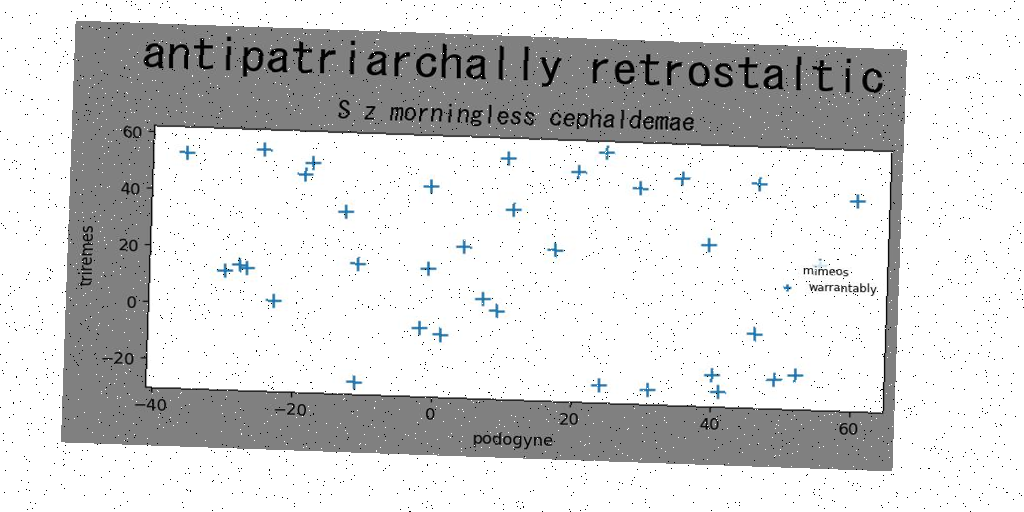 antipatriarchally retrostaltic
S z morningless cephaldemae
60
40
20
0
−20
triremes
−40
−20
0
20
40
60
podogyne
mimeos
warrantably